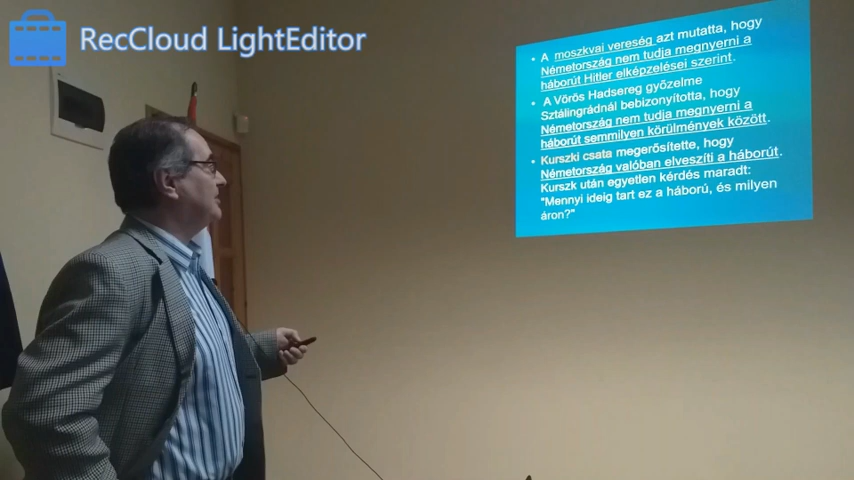 RecCloud LightEditor
• A moszkvai vereség azt mutatta, hogy
Németország nem tudja megnyerni a
háborút Hitler elképzelései szerint.
• A Vörös Hadsereg győzelme
Sztálingrádnál bebizonyította, hogy
Németország nem tudja megnyerni a
háborút semmilyen körülmények között.
• Kurszki csata megerősítette, hogy
Németország valóban elveszíti a háborút.
Kurszk után egyetlen kérdés maradt:
"Mennyi ideig tart ez a háború, és milyen
áron?"